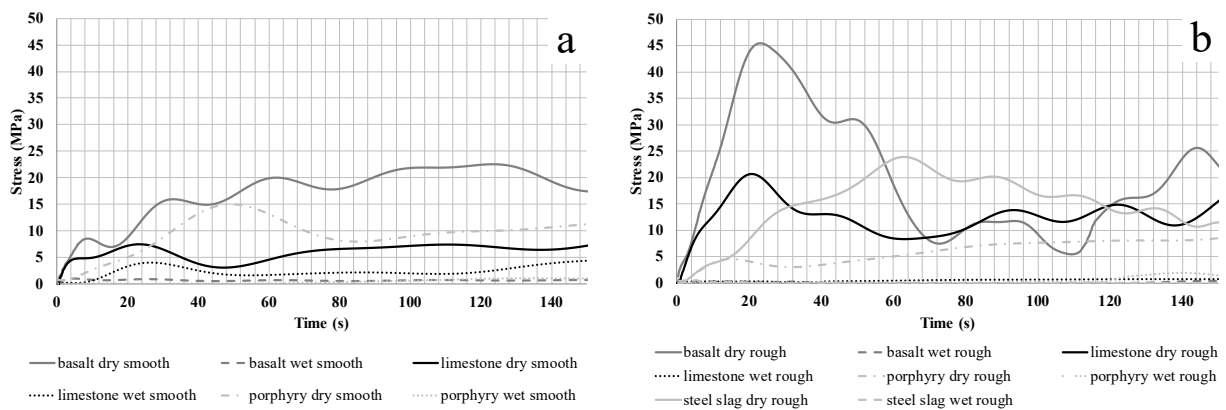 a
Stress (MPa)
50
45
40
35
30
25
20
15
10
5
0
0 20 40 60 80 100 120 140
Time (s)
basalt dry smooth basalt wet smooth limestone dry smooth
limestone wet smooth porphyry dry smooth porphyry wet smooth
b
Stress (MPa)
50
45
40
35
30
25
20
15
10
5
0
0 20 40 60 80 100 120 140
Time (s)
basalt dry rough basalt wet rough limestone dry rough
limestone wet rough porphyry dry rough porphyry wet rough
steel slag dry rough steel slag wet rough